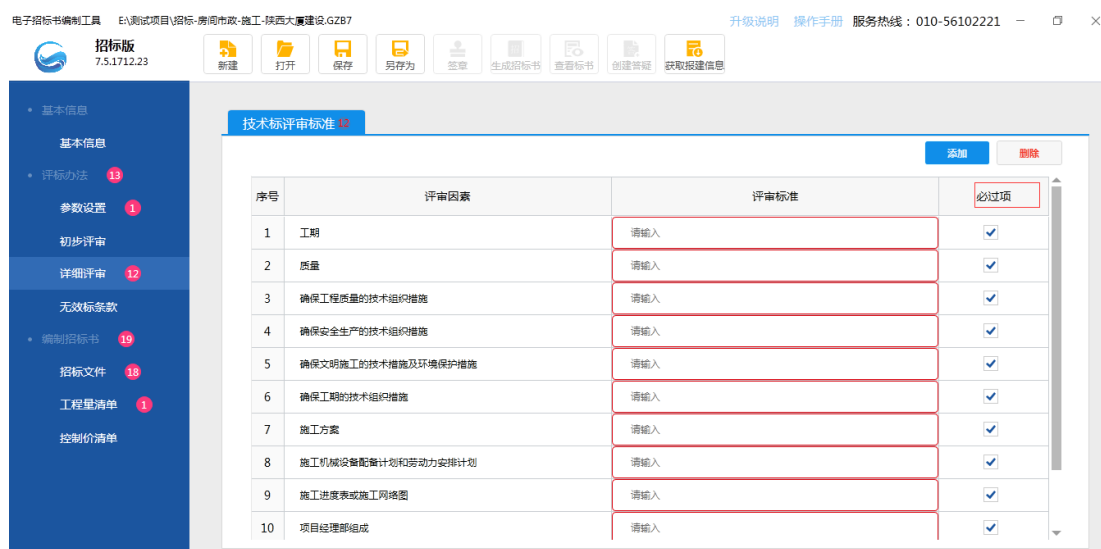 电子招标书编制工具 E:\测试项目\招标-房间市政-施工-陕西大厦建设.GZB7 升级说明 操作手册 服务热线：010-56102221
招标版
7.5.1712.23
新建 打开 保存 另存为 签章 生成招标书 查看标书 创建答疑 获取报建信息
基本信息
基本信息
评标办法 13
参数设置 1
初步评审
详细评审 12
无效标条款
编制招标书 19
招标文件 18
工程量清单 1
控制价清单
技术标评审标准 12
添加 删除
序号 评审因素 评审标准 必过项
1 工期 请输入
2 质量 请输入
3 确保工程质量的技术组织措施 请输入
4 确保安全生产的技术组织措施 请输入
5 确保文明施工的技术措施及环境保护措施 请输入
6 确保工期的技术组织措施 请输入
7 施工方案 请输入
8 施工机械设备配备计划和劳动力安排计划 请输入
9 施工进度表或施工网络图 请输入
10 项目经理部组成 请输入